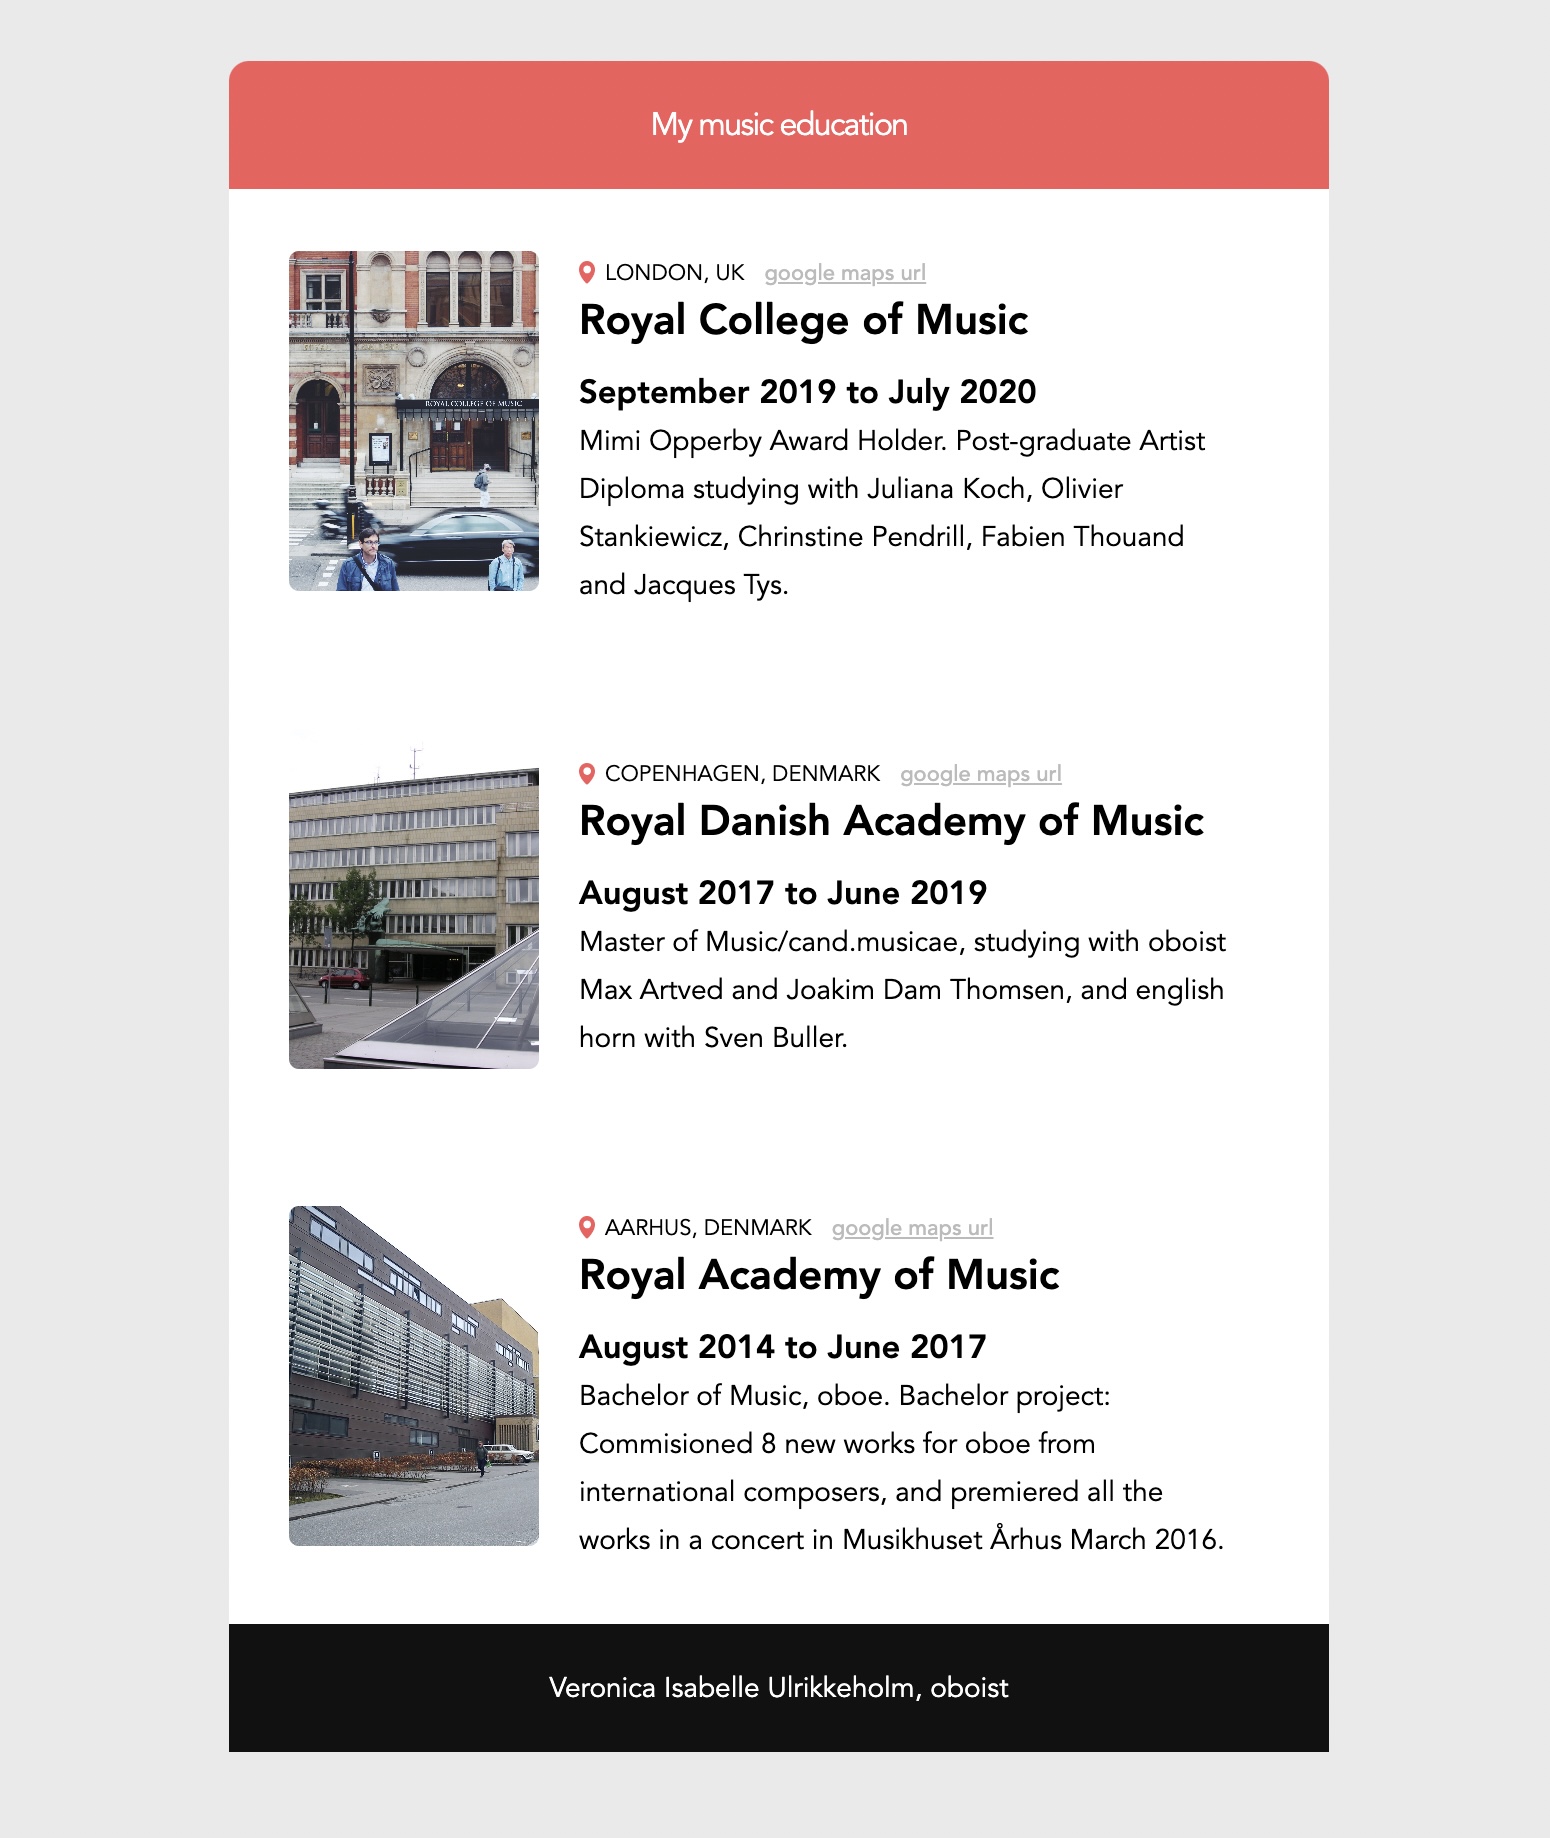 My music education
ROYAL COLLEGE OF MUSIC
LONDON, UK google maps url
Royal College of Music
September 2019 to July 2020
Mimi Opperby Award Holder. Post-graduate Artist
Diploma studying with Juliana Koch, Olivier
Stankiewicz, Chrinstine Pendrill, Fabien Thouand
and Jacques Tys.
COPENHAGEN, DENMARK google maps url
Royal Danish Academy of Music
August 2017 to June 2019
Master of Music/cand.musicae, studying with oboist
Max Artved and Joakim Dam Thomsen, and english
horn with Sven Buller.
AARHUS, DENMARK google maps url
Royal Academy of Music
August 2014 to June 2017
Bachelor of Music, oboe. Bachelor project:
Commisioned 8 new works for oboe from
international composers, and premiered all the
works in a concert in Musikhuset Århus March 2016.
Veronica Isabelle Ulrikkeholm, oboist